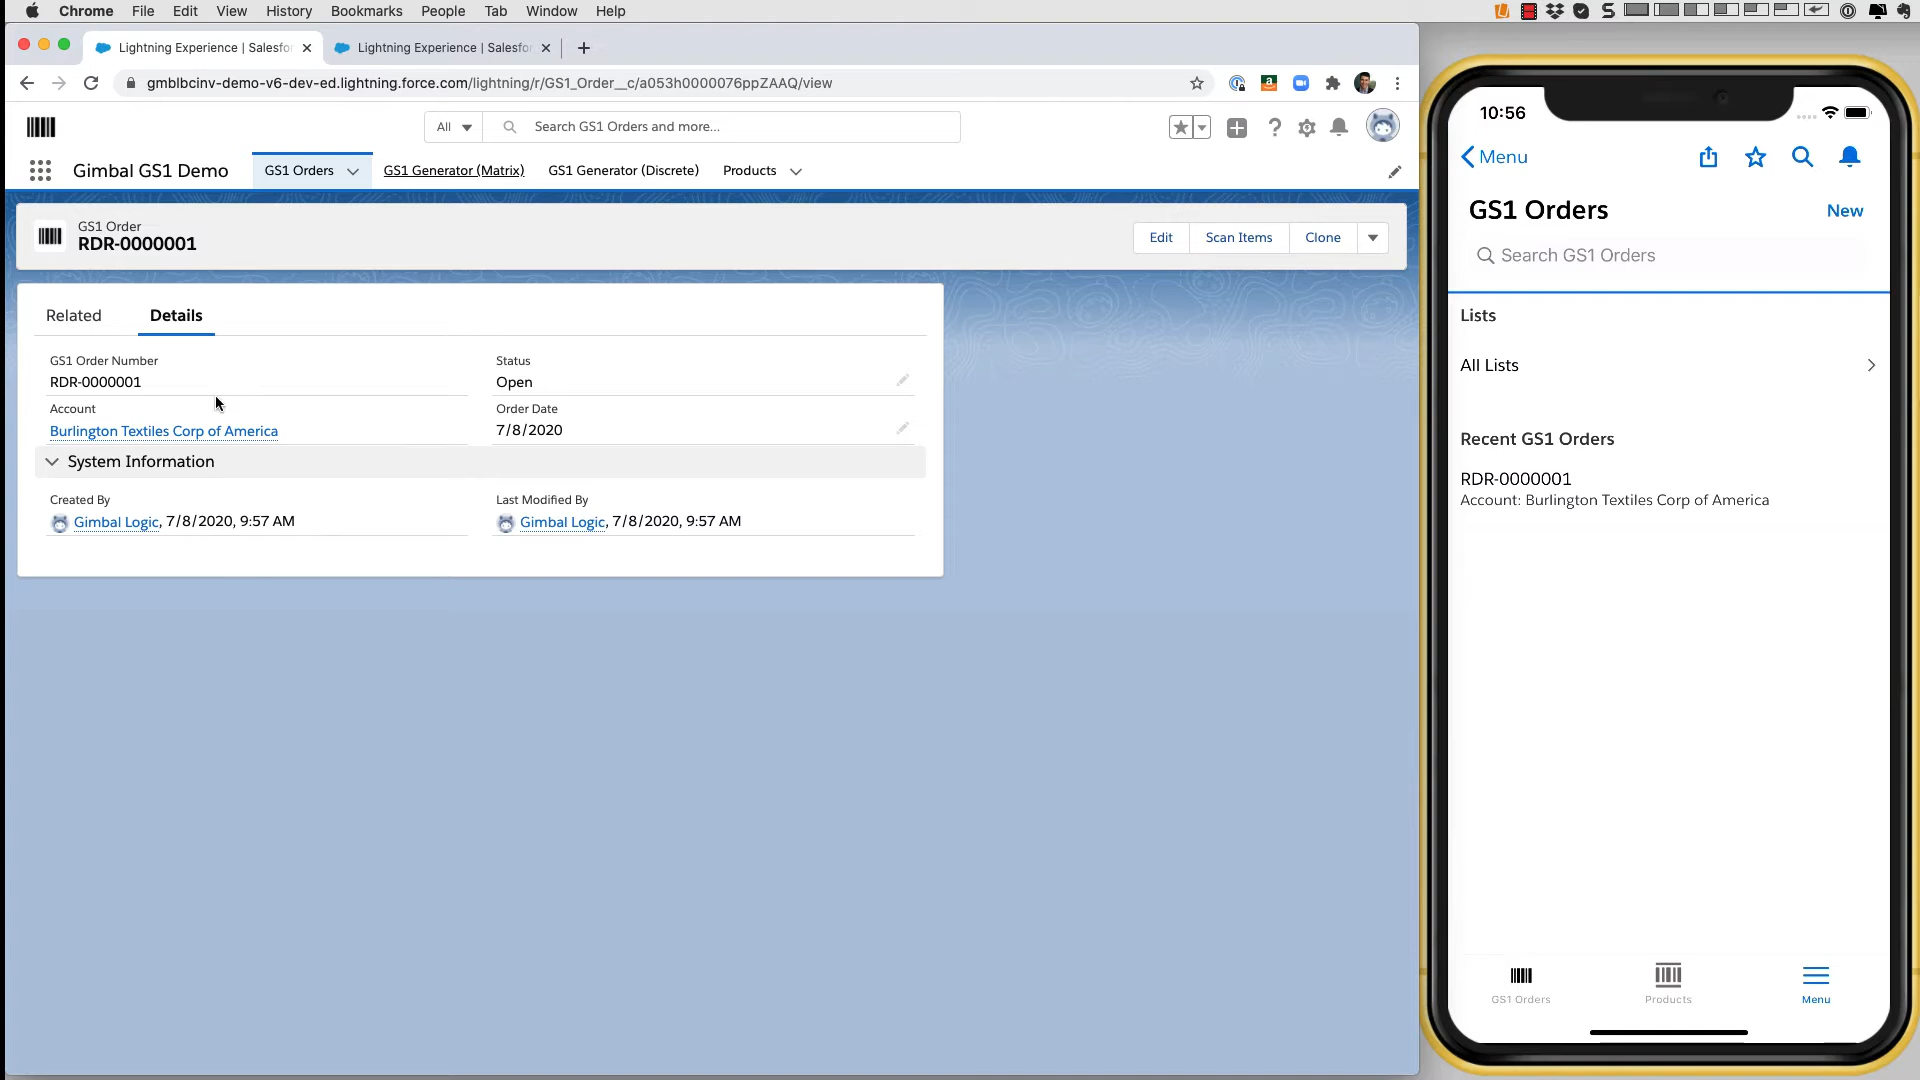 Chrome File Edit View History Bookmarks People Tab Window Help
Lightning Experience | Salesfo
Lightning Experience | Salesfor
gmblbcinv-demo-v6-dev-ed.lightning.force.com/lightning/r/GS1_Order__c/a053h0000076ppZAAQ/view
All
Search GS1 Orders and more...
Gimbal GS1 Demo
GS1 Orders
GS1 Generator (Matrix)
GS1 Generator (Discrete)
Products
GS1 Order
RDR-0000001
Edit
Scan Items
Clone
Related
Details
GS1 Order Number
RDR-0000001
Status
Open
Account
Burlington Textiles Corp of America
Order Date
7/8/2020
System Information
Created By
Gimbal Logic, 7/8/2020, 9:57 AM
Last Modified By
Gimbal Logic, 7/8/2020, 9:57 AM
10:56
Menu
GS1 Orders
New
Search GS1 Orders
Lists
All Lists
Recent GS1 Orders
RDR-0000001
Account: Burlington Textiles Corp of America
GS1 Orders
Products
Menu